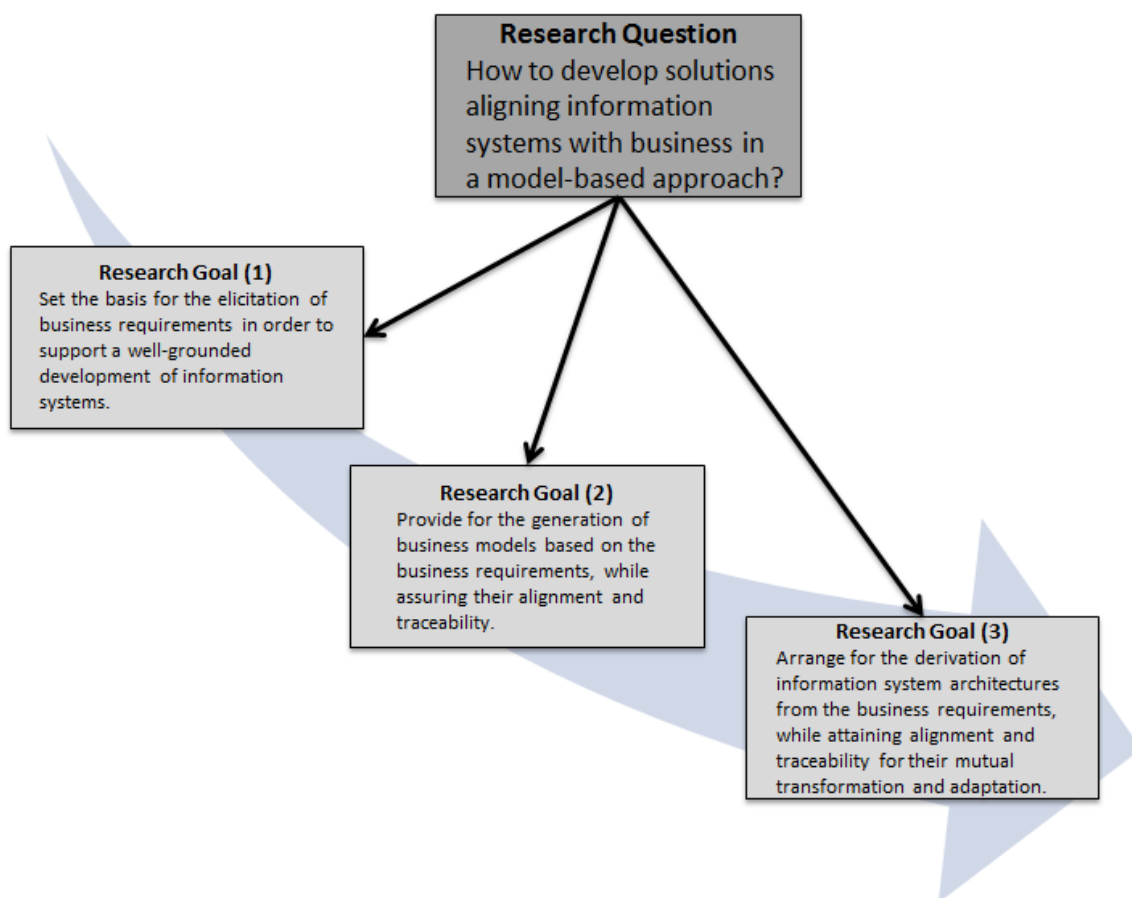 Research Question
How to develop solutions
aligning information
systems with business in
a model-based approach?
Research Goal (1)
Set the basis for the elicitation of
business requirements in order to
support a well-grounded
development of information
systems.
Research Goal (2)
Provide for the generation of
business models based on the
business requirements, while
assuring their alignment and
traceability.
Research Goal (3)
Arrange for the derivation of
information system architectures
from the business requirements,
while attaining alignment and
traceability for their mutual
transformation and adaptation.